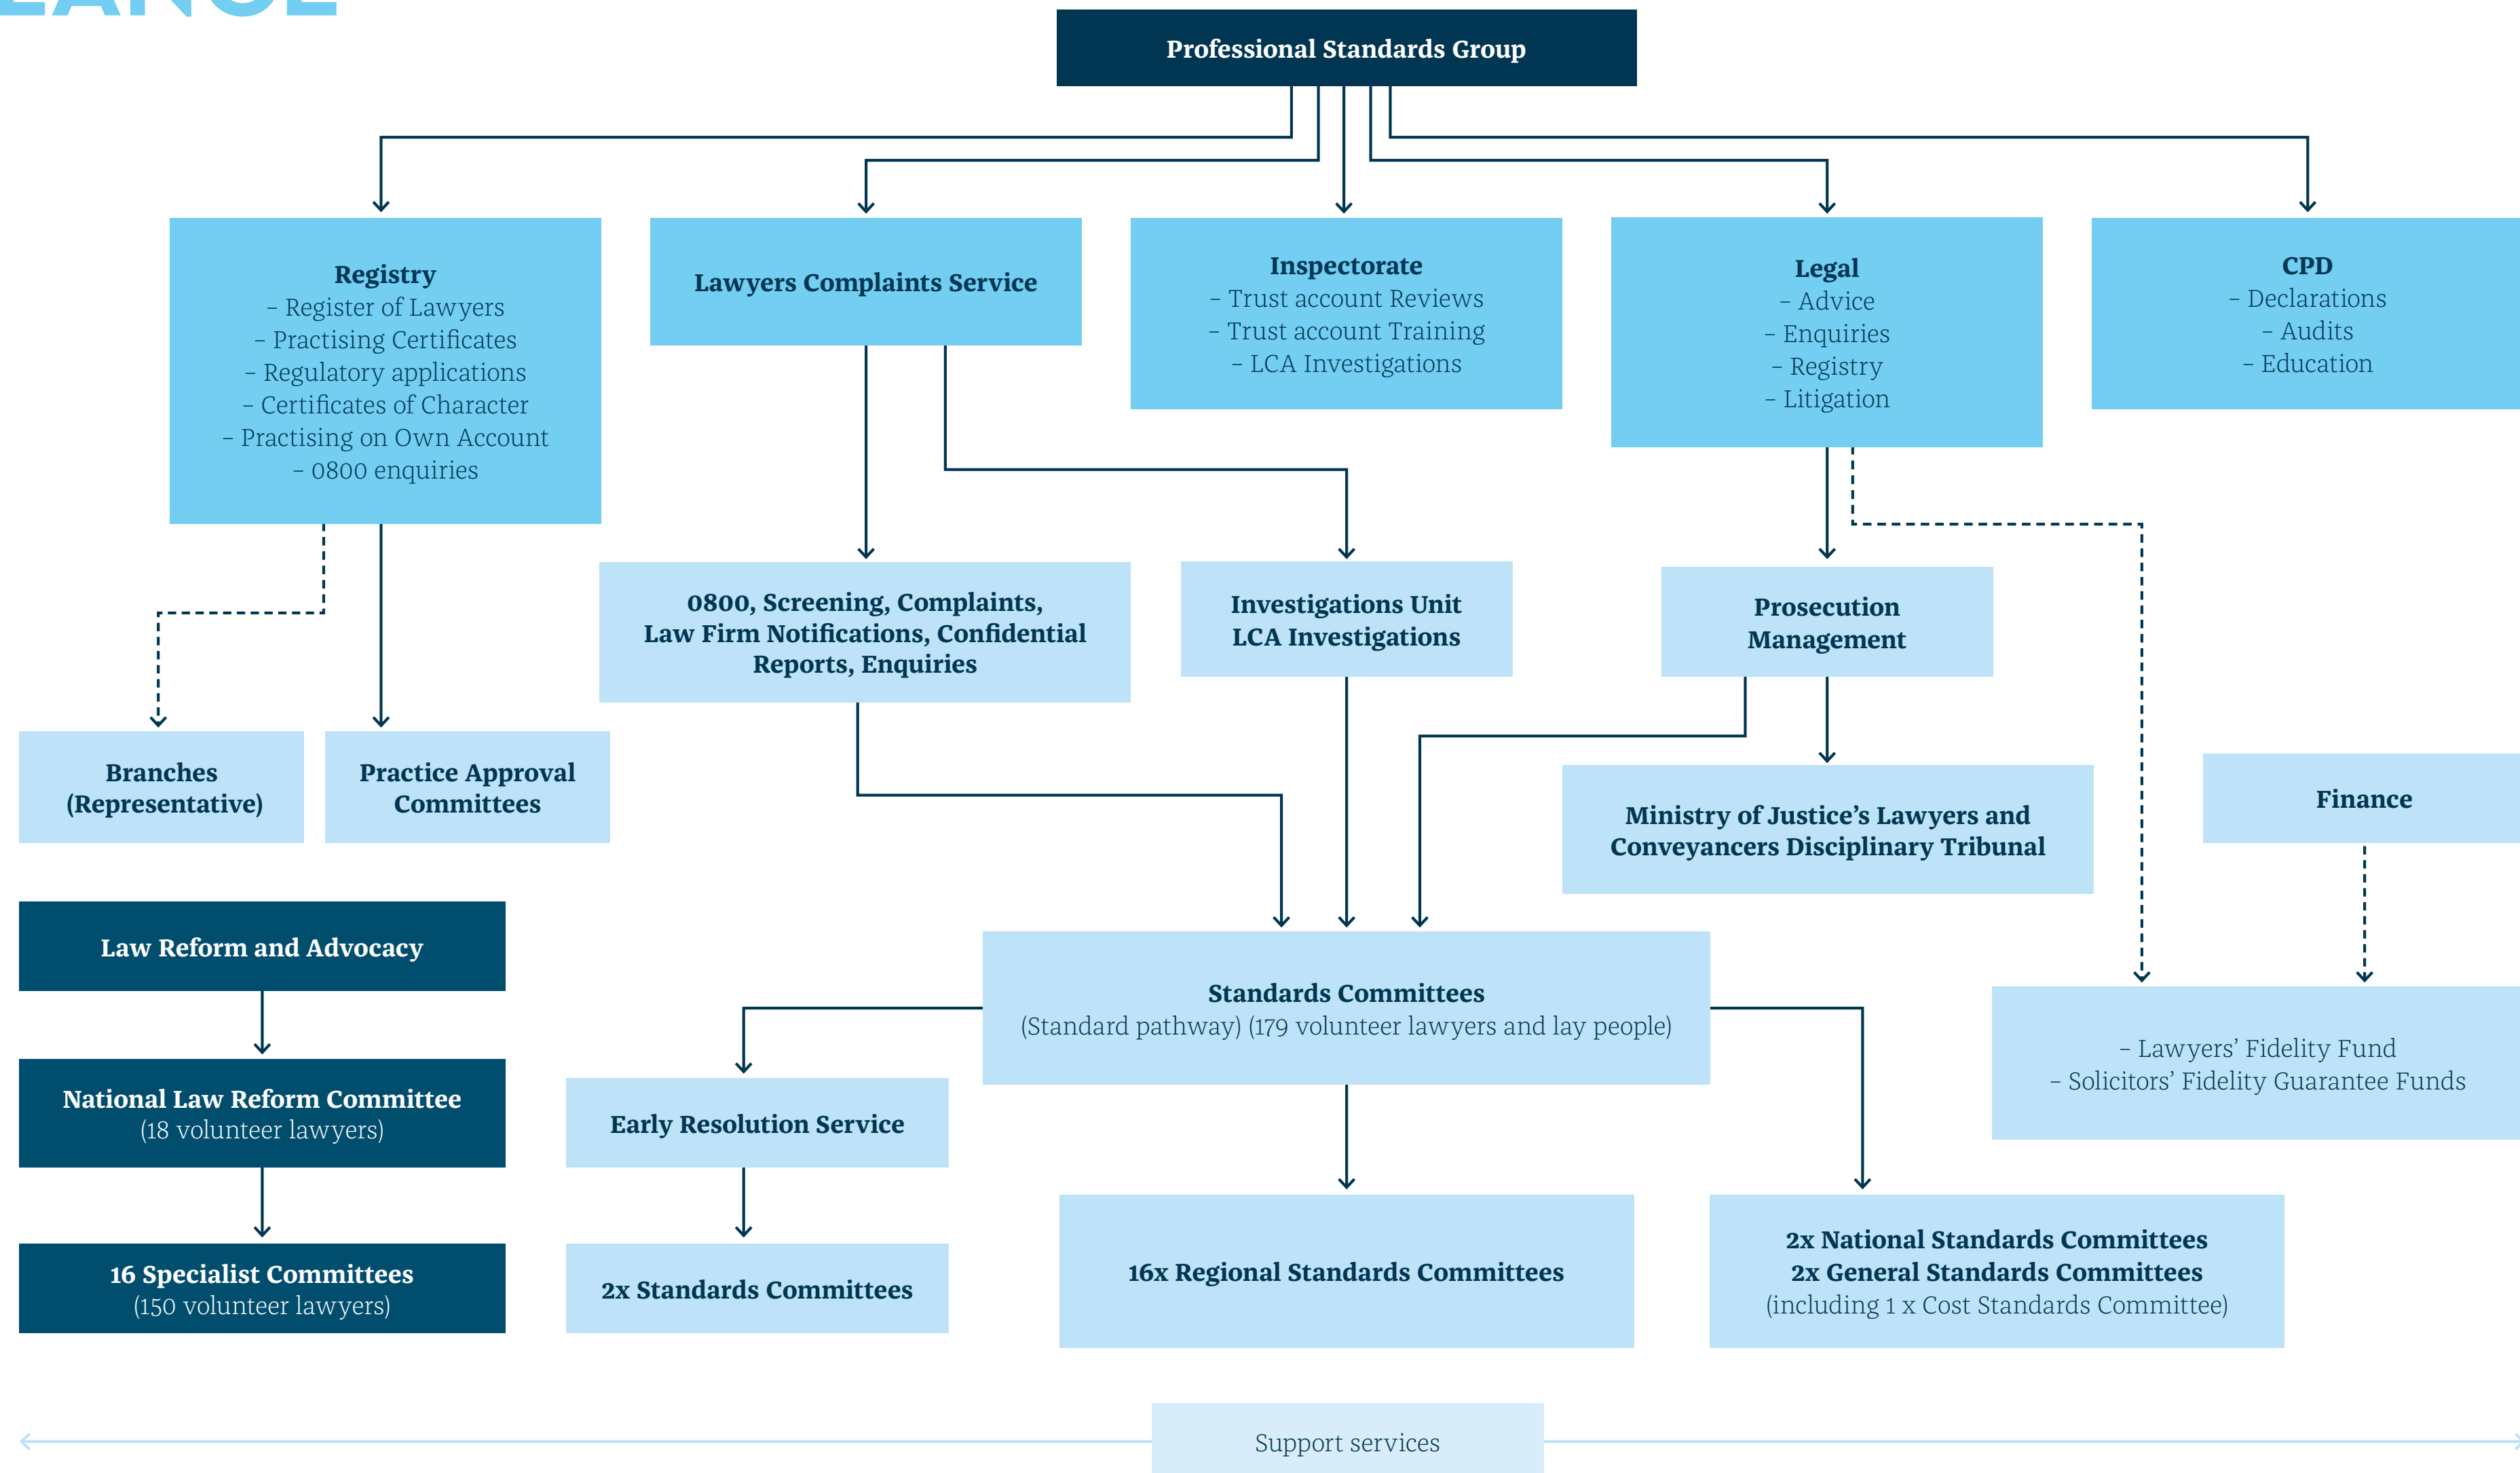 Professional Standards Group
Registry
– Register of Lawyers
– Practising Certificates
– Regulatory applications
– Certificates of Character
– Practising on Own Account
– 0800 enquiries
Lawyers Complaints Service
Inspectorate
– Trust account Reviews
– Trust account Training
– LCA Investigations
Legal
– Advice
– Enquiries
– Registry
– Litigation
CPD
– Declarations
– Audits
– Education
0800, Screening, Complaints,
Law Firm Notifications, Confidential
Reports, Enquiries
Investigations Unit
LCA Investigations
Prosecution
Management
Branches
(Representative)
Practice Approval
Committees
Ministry of Justice’s Lawyers and
Conveyancers Disciplinary Tribunal
Finance
Law Reform and Advocacy
National Law Reform Committee
(18 volunteer lawyers)
16 Specialist Committees
(150 volunteer lawyers)
Standards Committees
(Standard pathway) (179 volunteer lawyers and lay people)
– Lawyers’ Fidelity Fund
– Solicitors’ Fidelity Guarantee Funds
Early Resolution Service
2x Standards Committees
16x Regional Standards Committees
2x National Standards Committees
2x General Standards Committees
(including 1 x Cost Standards Committee)
Support services